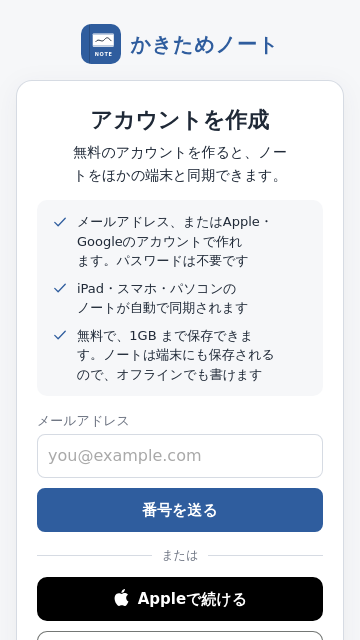 NOTE
かきためノート
アカウントを作成
無料のアカウントを作ると、ノー
トをほかの端末と同期できます。
メールアドレス、またはApple・
Googleのアカウントで作れ
ます。パスワードは不要です
iPad・スマホ・パソコンの
ノートが自動で同期されます
無料で、1GB まで保存できま
す。ノートは端末にも保存される
ので、オフラインでも書けます
メールアドレス
you@example.com
番号を送る
または
Appleで続ける